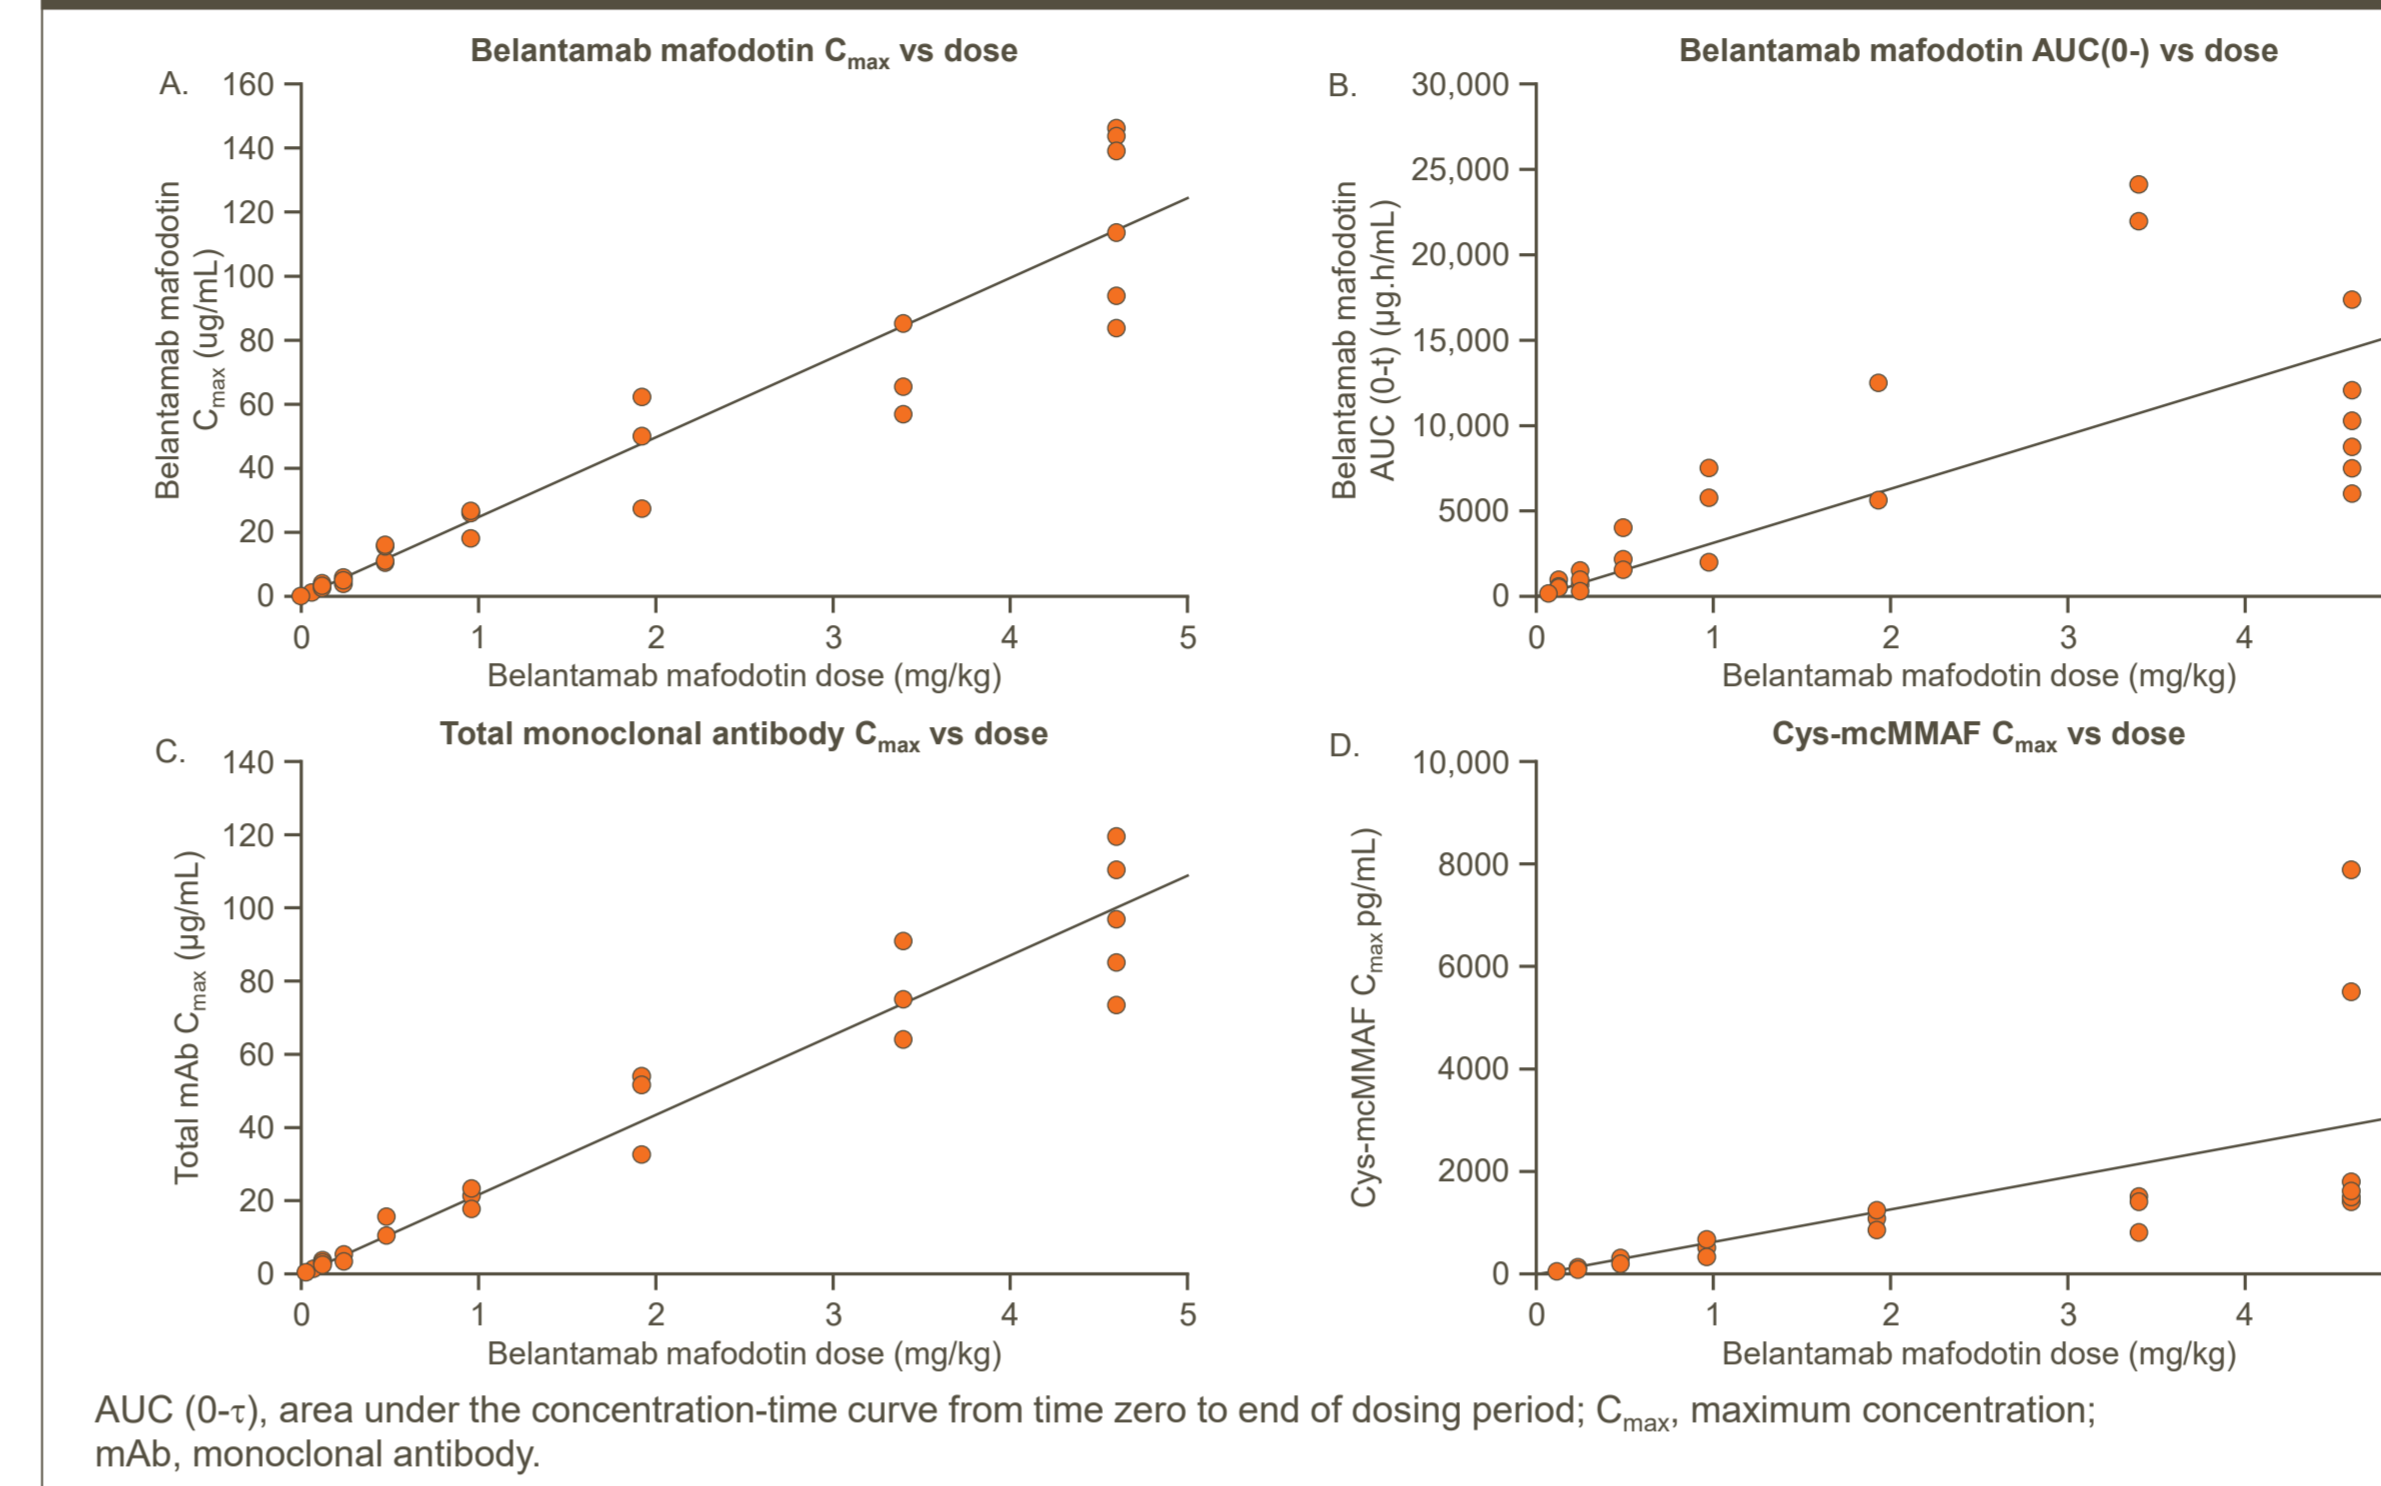 Belantamab mafodotin Cmax vs dose
A.
160
140
120
100
80
60
40
20
0
Belantamab mafodotin
Cmax (ug/mL)
0 1 2 3 4 5
Belantamab mafodotin dose (mg/kg)
Belantamab mafodotin AUC(0-) vs dose
B.
30,000
25,000
20,000
15,000
10,000
5000
0
Belantamab mafodotin
AUC (0-t) (µg.h/mL)
0 1 2 3 4
Belantamab mafodotin dose (mg/kg)
Total monoclonal antibody Cmax vs dose
C.
140
120
100
80
60
40
20
0
Total mAb Cmax (µg/mL)
0 1 2 3 4 5
Belantamab mafodotin dose (mg/kg)
Cys-mcMMAF Cmax vs dose
D.
10,000
8000
6000
4000
2000
0
Cys-mcMMAF Cmax pg/mL)
0 1 2 3 4
Belantamab mafodotin dose (mg/kg)
AUC (0-τ), area under the concentration-time curve from time zero to end of dosing period; Cmax, maximum concentration;
mAb, monoclonal antibody.